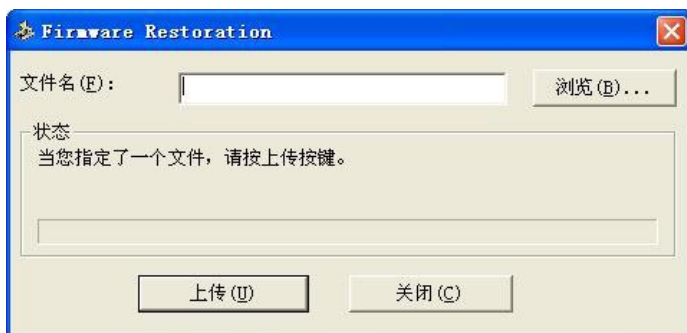 Firmware Restoration
文件名(F): 浏览(B)...
状态
当您指定了一个文件，请按上传按键。
上传(U) 关闭(C)